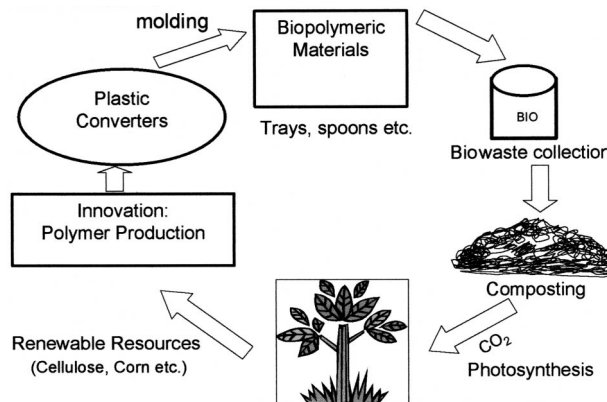 molding
Biopolymeric
Materials
Plastic
Converters
BIO
Trays, spoons etc.
Biowaste collection
Innovation:
Polymer Production
Composting
CO₂
Renewable Resources
(Cellulose, Corn etc.)
Photosynthesis